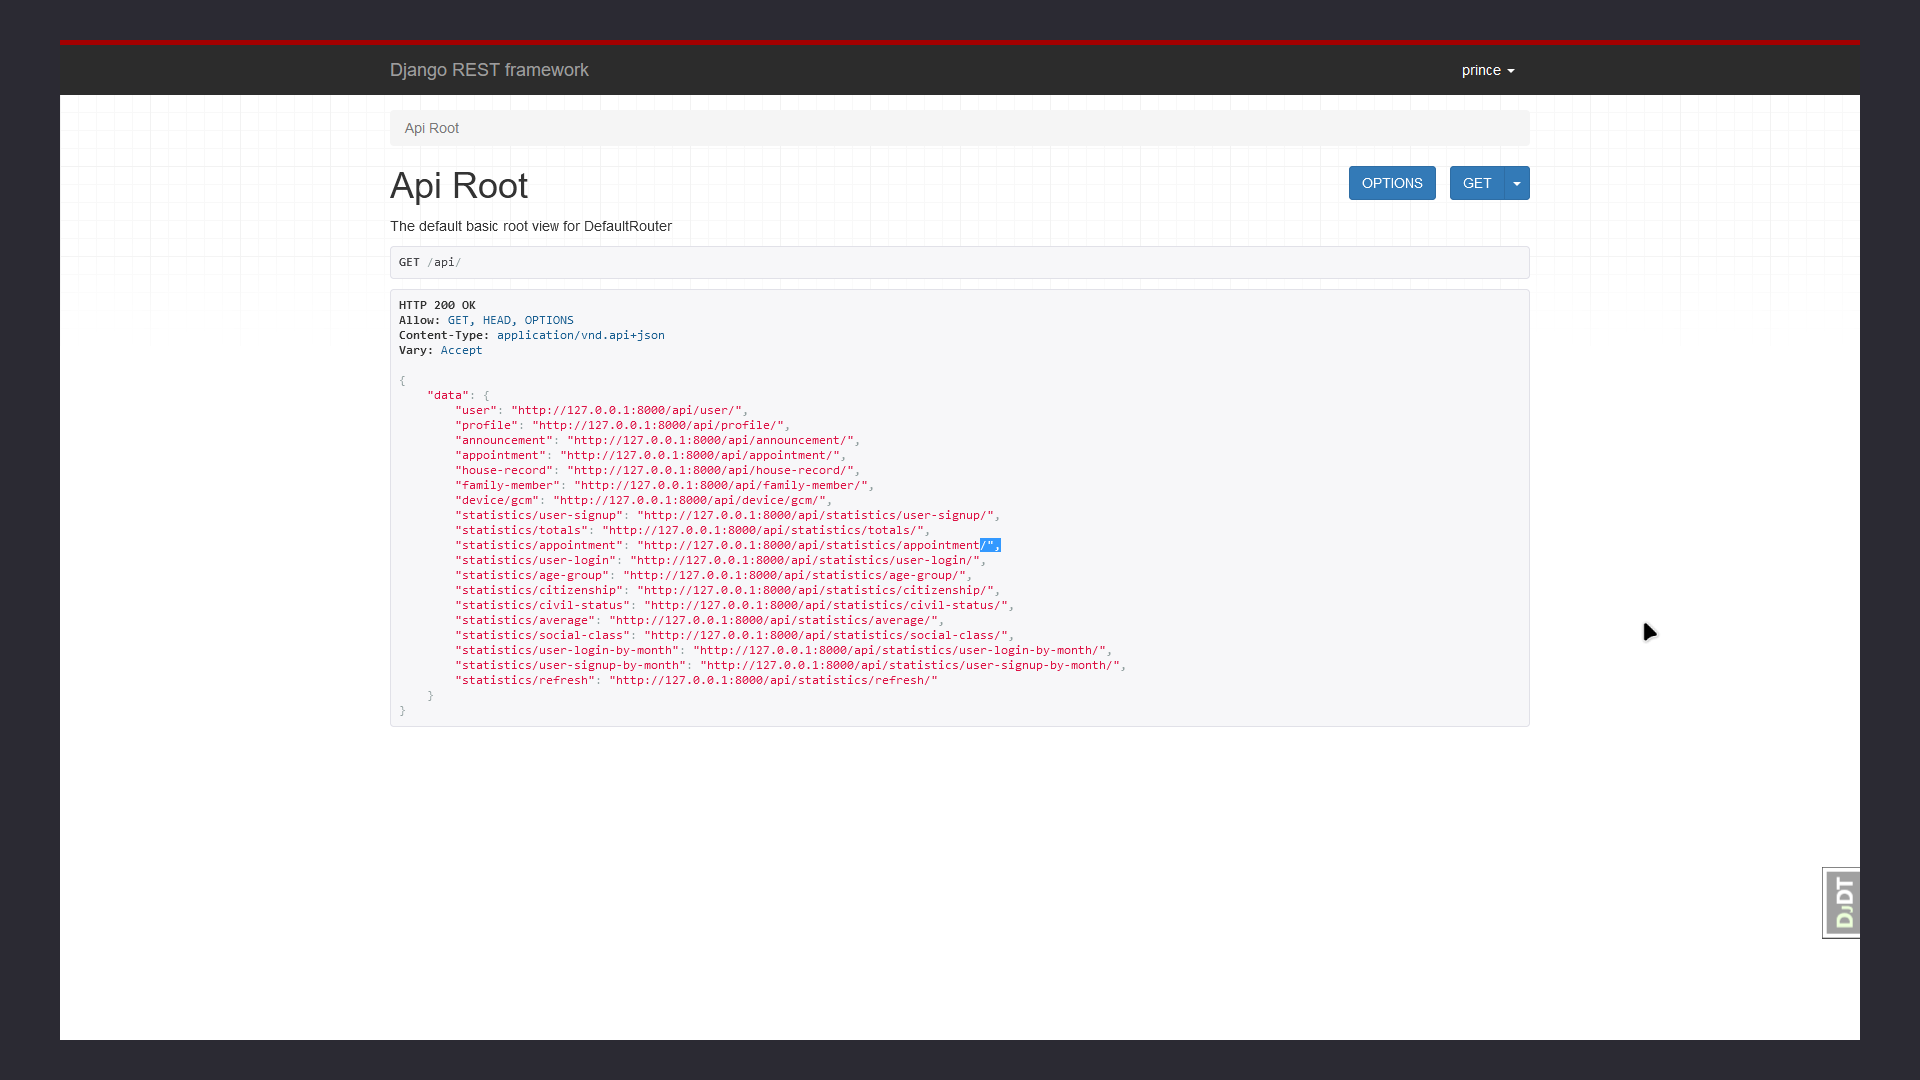 Django REST framework
prince
Api Root
Api Root
OPTIONS
GET
The default basic root view for DefaultRouter
GET /api/
HTTP 200 OK
Allow: GET, HEAD, OPTIONS
Content-Type: application/vnd.api+json
Vary: Accept
{
"data": {
"user": "http://127.0.0.1:8000/api/user/",
"profile": "http://127.0.0.1:8000/api/profile/",
"announcement": "http://127.0.0.1:8000/api/announcement/",
"appointment": "http://127.0.0.1:8000/api/appointment/",
"house-record": "http://127.0.0.1:8000/api/house-record/",
"family-member": "http://127.0.0.1:8000/api/family-member/",
"device/gcm": "http://127.0.0.1:8000/api/device/gcm/",
"statistics/user-signup": "http://127.0.0.1:8000/api/statistics/user-signup/",
"statistics/totals": "http://127.0.0.1:8000/api/statistics/totals/",
"statistics/appointment": "http://127.0.0.1:8000/api/statistics/appointment/",
"statistics/user-login": "http://127.0.0.1:8000/api/statistics/user-login/",
"statistics/age-group": "http://127.0.0.1:8000/api/statistics/age-group/",
"statistics/citizenship": "http://127.0.0.1:8000/api/statistics/citizenship/",
"statistics/civil-status": "http://127.0.0.1:8000/api/statistics/civil-status/",
"statistics/average": "http://127.0.0.1:8000/api/statistics/average/",
"statistics/social-class": "http://127.0.0.1:8000/api/statistics/social-class/",
"statistics/user-login-by-month": "http://127.0.0.1:8000/api/statistics/user-login-by-month/",
"statistics/user-signup-by-month": "http://127.0.0.1:8000/api/statistics/user-signup-by-month/",
"statistics/refresh": "http://127.0.0.1:8000/api/statistics/refresh/"
}
}
DjDT